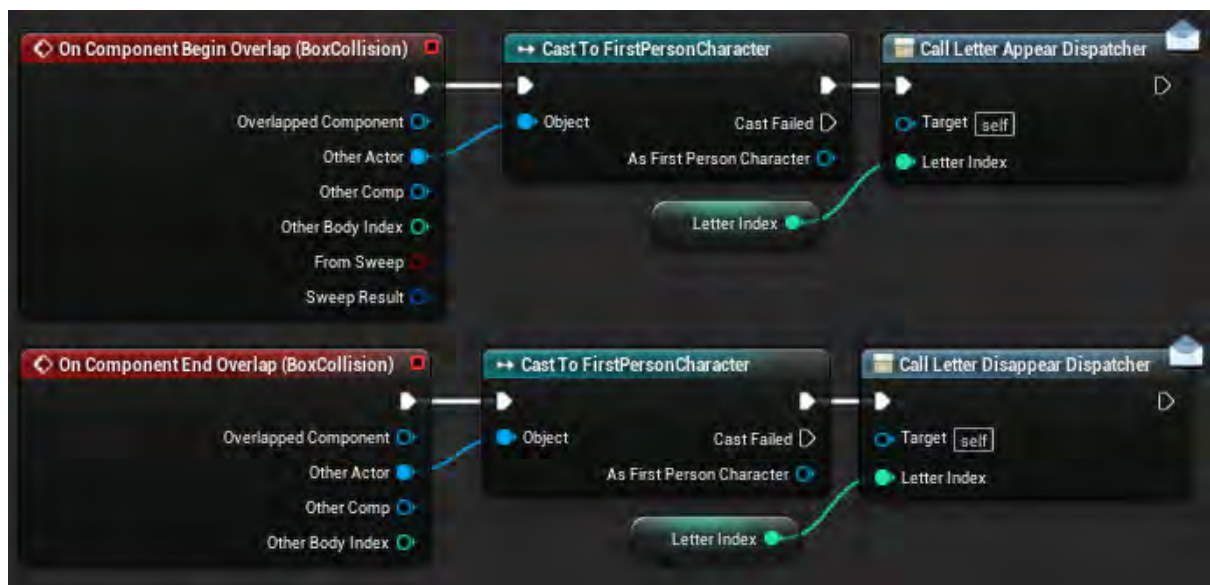 On Component Begin Overlap (BoxCollision)
Overlapped Component
Other Actor
Other Comp
Other Body Index
From Sweep
Sweep Result
Cast To FirstPersonCharacter
Object
Cast Failed
As First Person Character
Letter Index
Call Letter Appear Dispatcher
Target self
Letter Index
On Component End Overlap (BoxCollision)
Overlapped Component
Other Actor
Other Comp
Other Body Index
Cast To FirstPersonCharacter
Object
Cast Failed
As First Person Character
Letter Index
Call Letter Disappear Dispatcher
Target self
Letter Index